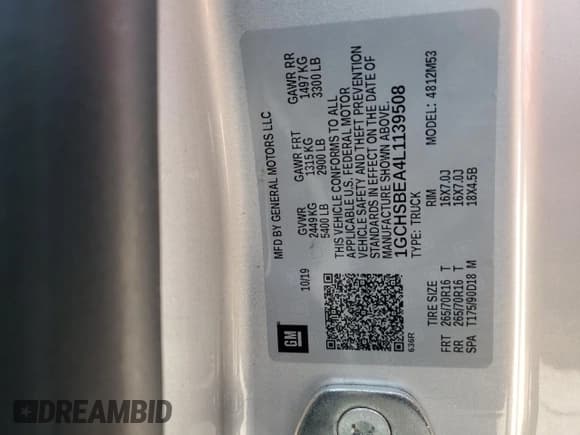 MFD BY GENERAL MOTORS LLC
10/19
GVWR GAWR FRT GAWR RR
2449 KG 1315 KG 1497 KG
5400 LB 2900 LB 3300 LB
THIS VEHICLE CONFORMS TO ALL
APPLICABLE U.S. FEDERAL MOTOR
VEHICLE SAFETY AND THEFT PREVENTION
STANDARDS IN EFFECT ON THE DATE OF
MANUFACTURE SHOWN ABOVE.
1GCHSBEA4L1139508
TYPE: TRUCK MODEL: 4812M53
GM
636R
TIRE SIZE RIM
FRT 265/70R16 T 16X7.0J
RR 265/70R16 T 16X7.0J
SPA T175/90D18 M 18X4.5B
DREAMBID